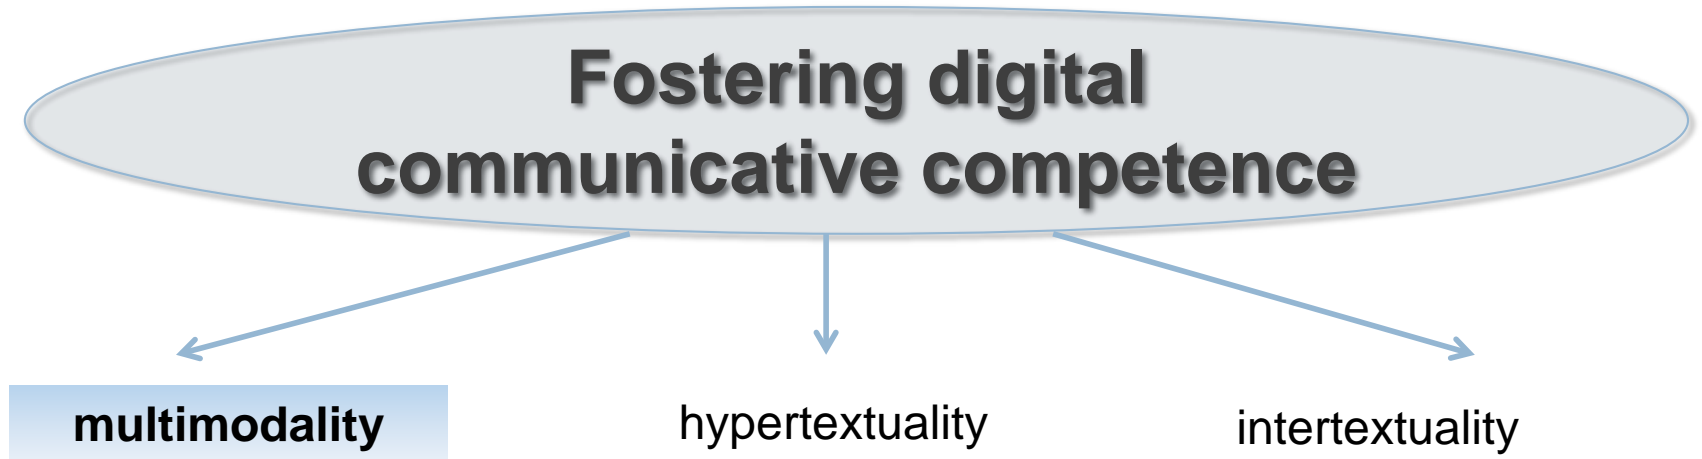 Fostering digital
communicative competence
multimodality
hypertextuality
intertextuality